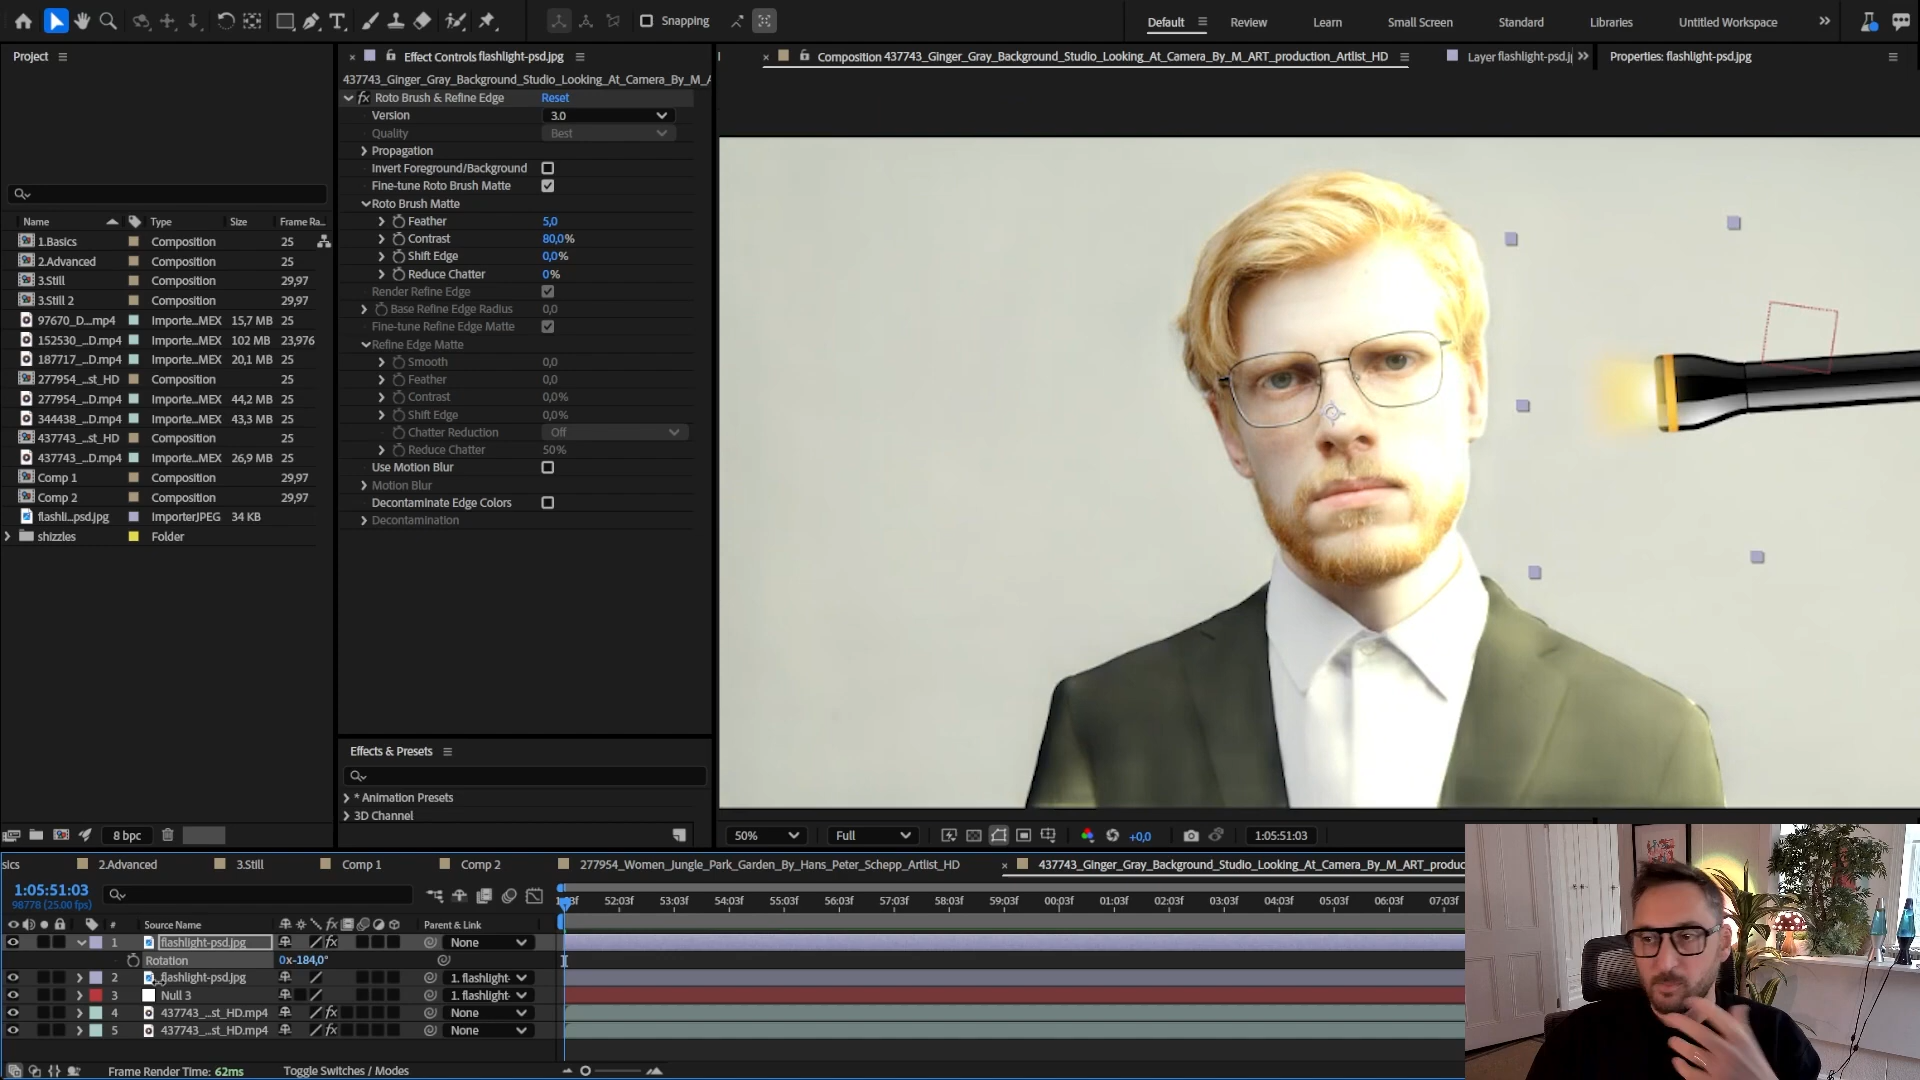 Snapping
Default
Review
Learn
Small Screen
Standard
Libraries
Untitled Workspace
Project
Effect Controls flashlight-psd.jpg
Composition 437743_Ginger_Gray_Background_Studio_Looking_At_Camera_By_M_ART_production_Artlist_HD
Layer flashlight-psd.j
Properties: flashlight-psd.jpg
437743_Ginger_Gray_Background_Studio_Looking_At_Camera_By_M_A
fx Roto Brush & Refine Edge Reset
Version 3.0
Quality Best
Propagation
Invert Foreground/Background
Fine-tune Roto Brush Matte
Roto Brush Matte
Feather 5,0
Contrast 80,0%
Shift Edge 0,0%
Reduce Chatter 0%
Render Refine Edge
Base Refine Edge Radius 0,0
Fine-tune Refine Edge Matte
Refine Edge Matte
Smooth 0,0
Feather 0,0
Contrast 0,0%
Shift Edge 0,0%
Chatter Reduction Off
Reduce Chatter 50%
Use Motion Blur
Motion Blur
Decontaminate Edge Colors
Decontamination
Name Type Size Frame Ra...
1.Basics Composition 25
2.Advanced Composition 25
3.Still Composition 29,97
3.Still 2 Composition 29,97
97670_D....mp4 Importe...MEX 15,7 MB 25
152530_...D.mp4 Importe...MEX 102 MB 23,976
187717_...D.mp4 Importe...MEX 20,1 MB 25
277954_...st_HD Composition 25
277954_...D.mp4 Importe...MEX 44,2 MB 25
344438_...D.mp4 Importe...MEX 43,3 MB 25
437743_...st_HD Composition 25
437743_...D.mp4 Importe...MEX 26,9 MB 25
Comp 1 Composition 29,97
Comp 2 Composition 29,97
flashli...psd.jpg ImporterJPEG 34 KB
shizzles Folder
8 bpc
Effects & Presets
* Animation Presets
3D Channel
50%
Full
+0,0
1:05:51:03
sics
2.Advanced
3.Still
Comp 1
Comp 2
277954_Women_Jungle_Park_Garden_By_Hans_Peter_Schepp_Artlist_HD
437743_Ginger_Gray_Background_Studio_Looking_At_Camera_By_M_ART_produc
1:05:51:03
98778 (25.00 fps)
52:03f 53:03f 54:03f 55:03f 56:03f 57:03f 58:03f 59:03f 00:03f 01:03f 02:03f 03:03f 04:03f 05:03f 06:03f 07:03f
# Source Name fx Parent & Link
1 flashlight-psd.jpg fx None
Rotation 0x-184,0°
2 flashlight-psd.jpg 1. flashlight-
3 Null 3 1. flashlight-
4 437743_...st_HD.mp4 fx None
5 437743_...st_HD.mp4 fx None
Frame Render Time: 62ms
Toggle Switches / Modes